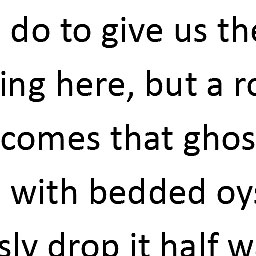 do to give us the
ing here, but a ro
comes that ghos
with bedded oys
sly drop it half wa